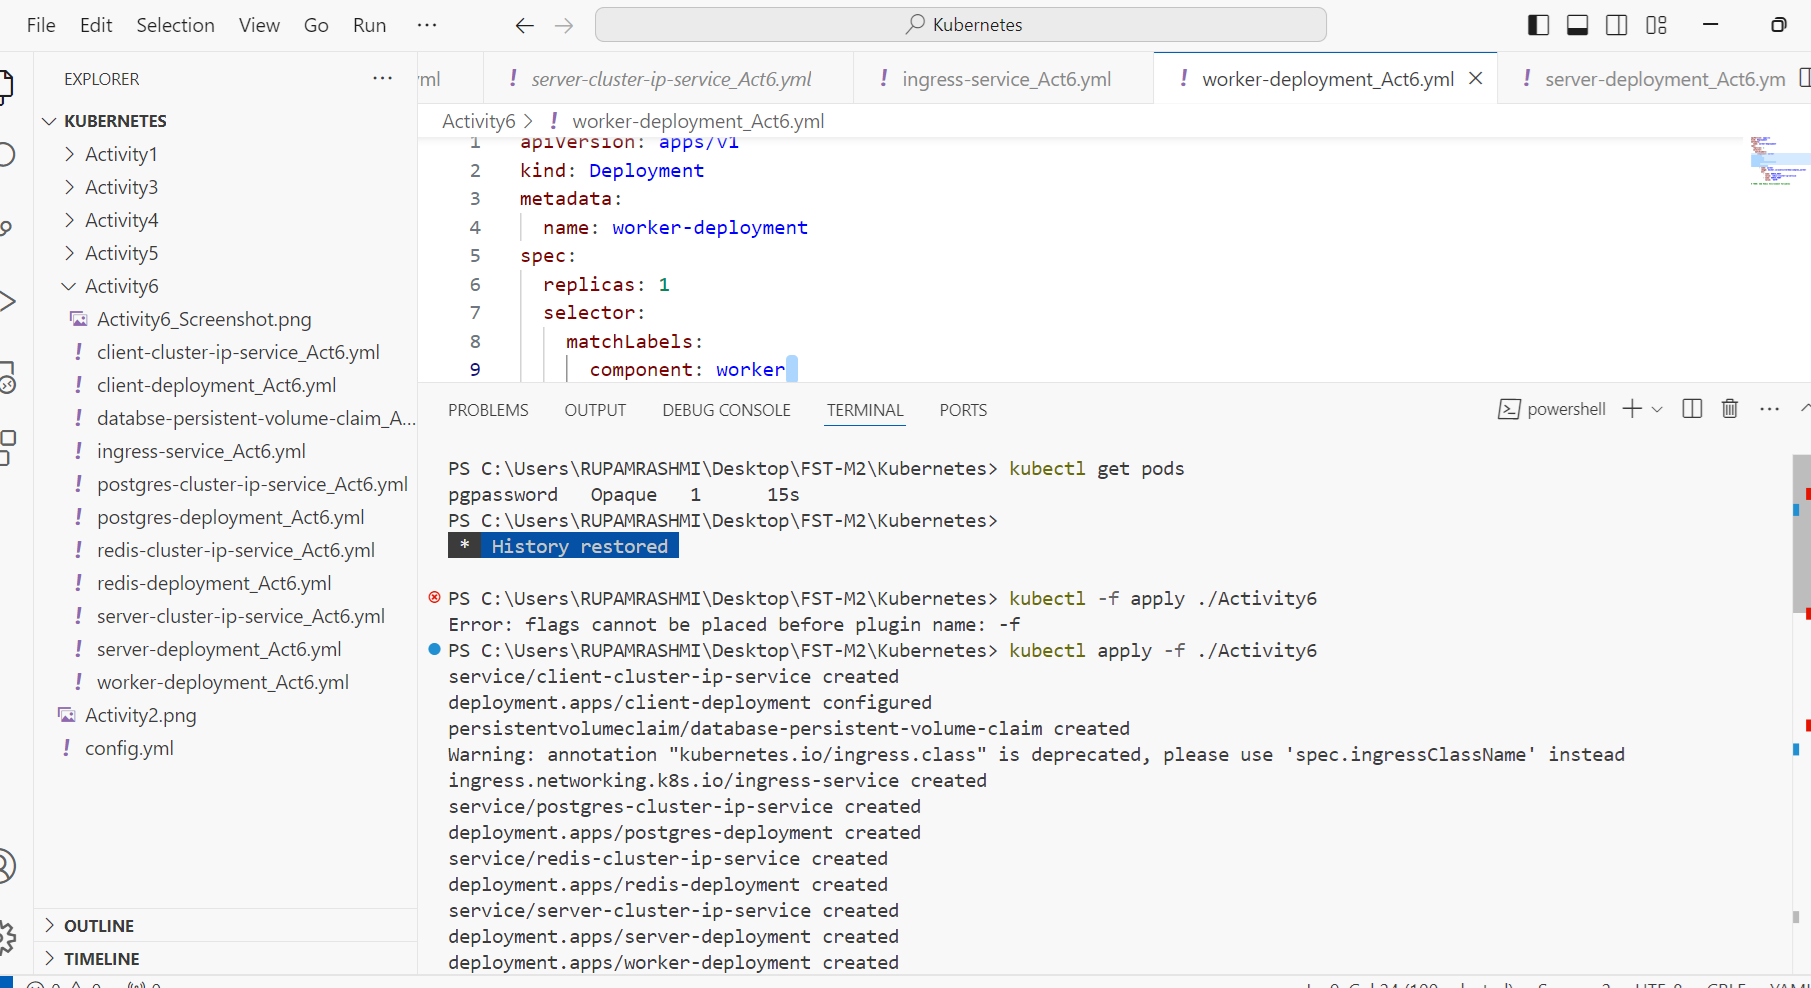 File Edit Selection View Go Run ···
Kubernetes
EXPLORER ···
KUBERNETES
Activity1
Activity3
Activity4
Activity5
Activity6
Activity6_Screenshot.png
client-cluster-ip-service_Act6.yml
client-deployment_Act6.yml
databse-persistent-volume-claim_A...
ingress-service_Act6.yml
postgres-cluster-ip-service_Act6.yml
postgres-deployment_Act6.yml
redis-cluster-ip-service_Act6.yml
redis-deployment_Act6.yml
server-cluster-ip-service_Act6.yml
server-deployment_Act6.yml
worker-deployment_Act6.yml
Activity2.png
config.yml
OUTLINE
TIMELINE
ml ! server-cluster-ip-service_Act6.yml ! ingress-service_Act6.yml ! worker-deployment_Act6.yml ! server-deployment_Act6.ym
Activity6 > ! worker-deployment_Act6.yml
1 apiVersion: apps/v1
2 kind: Deployment
3 metadata:
4 name: worker-deployment
5 spec:
6 replicas: 1
7 selector:
8 matchLabels:
9 component: worker
PROBLEMS OUTPUT DEBUG CONSOLE TERMINAL PORTS powershell
PS C:\Users\RUPAMRASHMI\Desktop\FST-M2\Kubernetes> kubectl get pods
pgpassword Opaque 1 15s
PS C:\Users\RUPAMRASHMI\Desktop\FST-M2\Kubernetes>
* History restored
PS C:\Users\RUPAMRASHMI\Desktop\FST-M2\Kubernetes> kubectl -f apply ./Activity6
Error: flags cannot be placed before plugin name: -f
PS C:\Users\RUPAMRASHMI\Desktop\FST-M2\Kubernetes> kubectl apply -f ./Activity6
service/client-cluster-ip-service created
deployment.apps/client-deployment configured
persistentvolumeclaim/database-persistent-volume-claim created
Warning: annotation "kubernetes.io/ingress.class" is deprecated, please use 'spec.ingressClassName' instead
ingress.networking.k8s.io/ingress-service created
service/postgres-cluster-ip-service created
deployment.apps/postgres-deployment created
service/redis-cluster-ip-service created
deployment.apps/redis-deployment created
service/server-cluster-ip-service created
deployment.apps/server-deployment created
deployment.apps/worker-deployment created